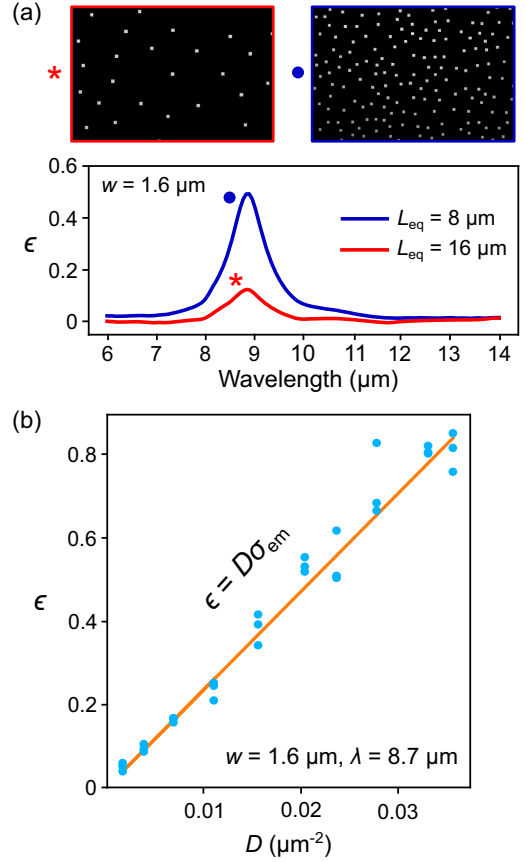 (a)
*
0.6
w = 1.6 μm
0.4
L_eq = 8 μm
ϵ
0.2
L_eq = 16 μm
*
0
6 7 8 9 10 11 12 13 14
Wavelength (μm)
(b)
0.8
0.6
ϵ = Dσ_em
ϵ
0.4
0.2
w = 1.6 μm, λ = 8.7 μm
0
0.01 0.02 0.03
D (μm⁻²)